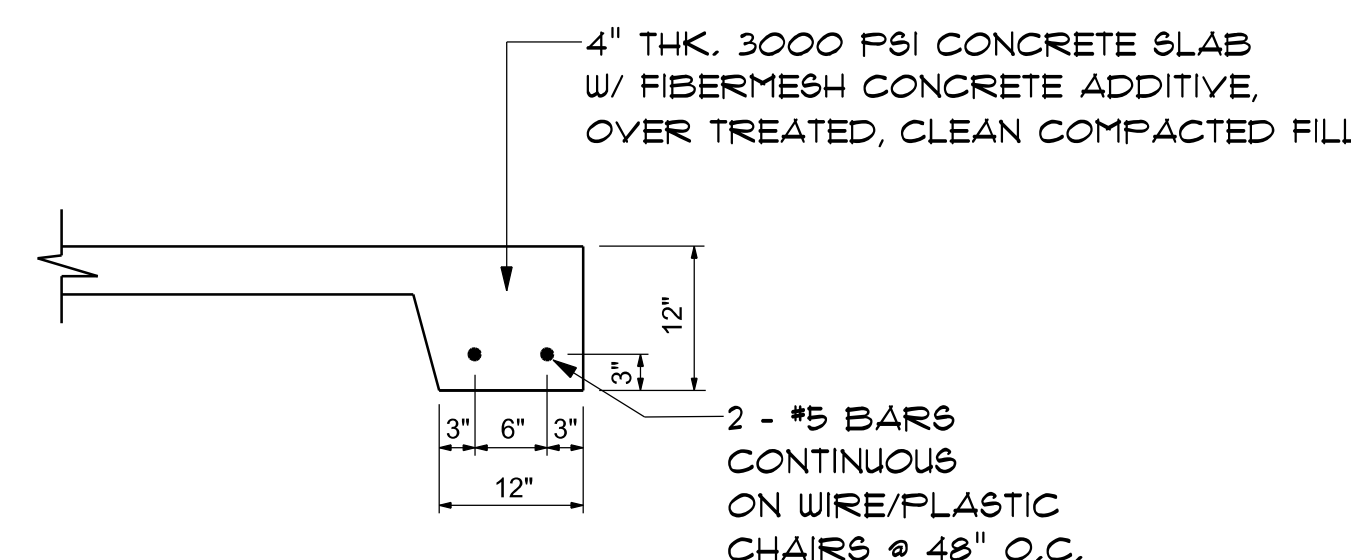 4" THK. 3000 PSI CONCRETE SLAB
W/ FIBERMESH CONCRETE ADDITIVE,
OVER TREATED, CLEAN COMPACTED FILL
12"
3"
3" 6" 3"
12"
2 - #5 BARS
CONTINUOUS
ON WIRE/PLASTIC
CHAIRS @ 48" O.C.